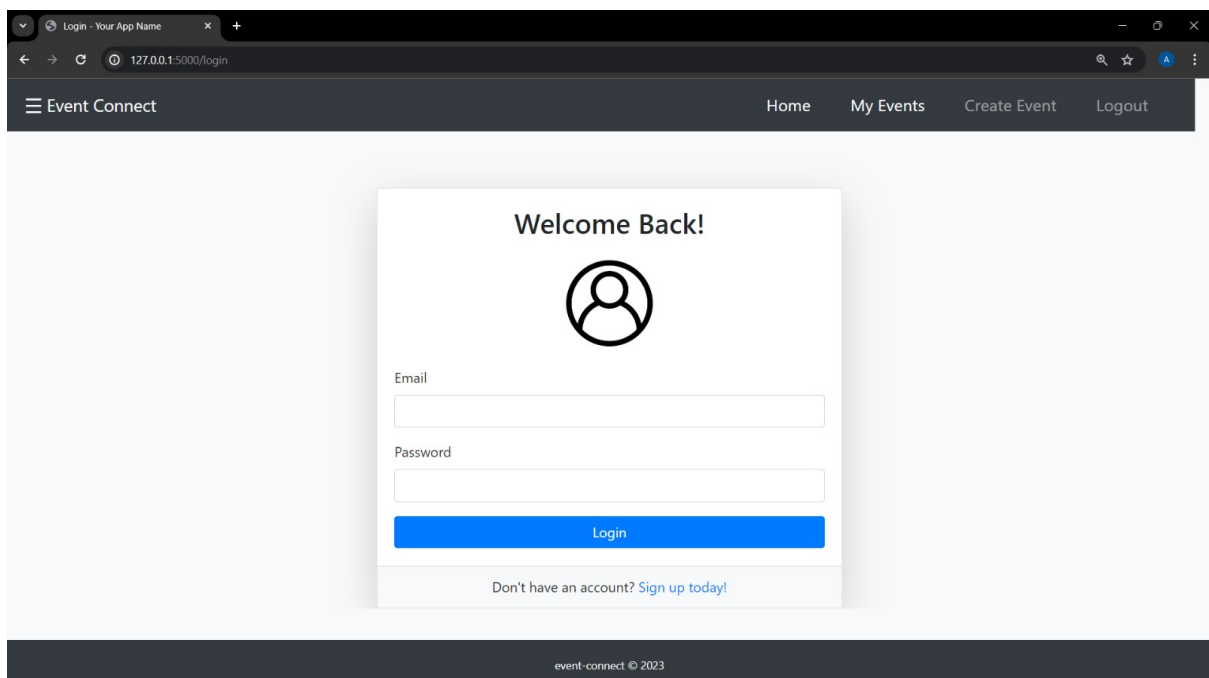 Login - Your App Name
127.0.0.1:5000/login
A
☰ Event Connect Home My Events Create Event Logout
Welcome Back!
Email
Password
Login
Don't have an account? Sign up today!
event-connect © 2023